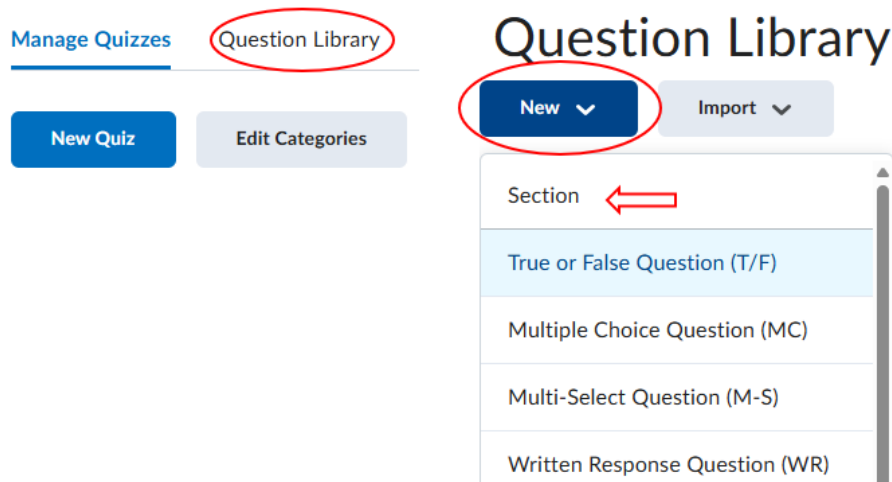 Manage Quizzes
Question Library
New Quiz
Edit Categories
Question Library
New
Import
Section
True or False Question (T/F)
Multiple Choice Question (MC)
Multi-Select Question (M-S)
Written Response Question (WR)